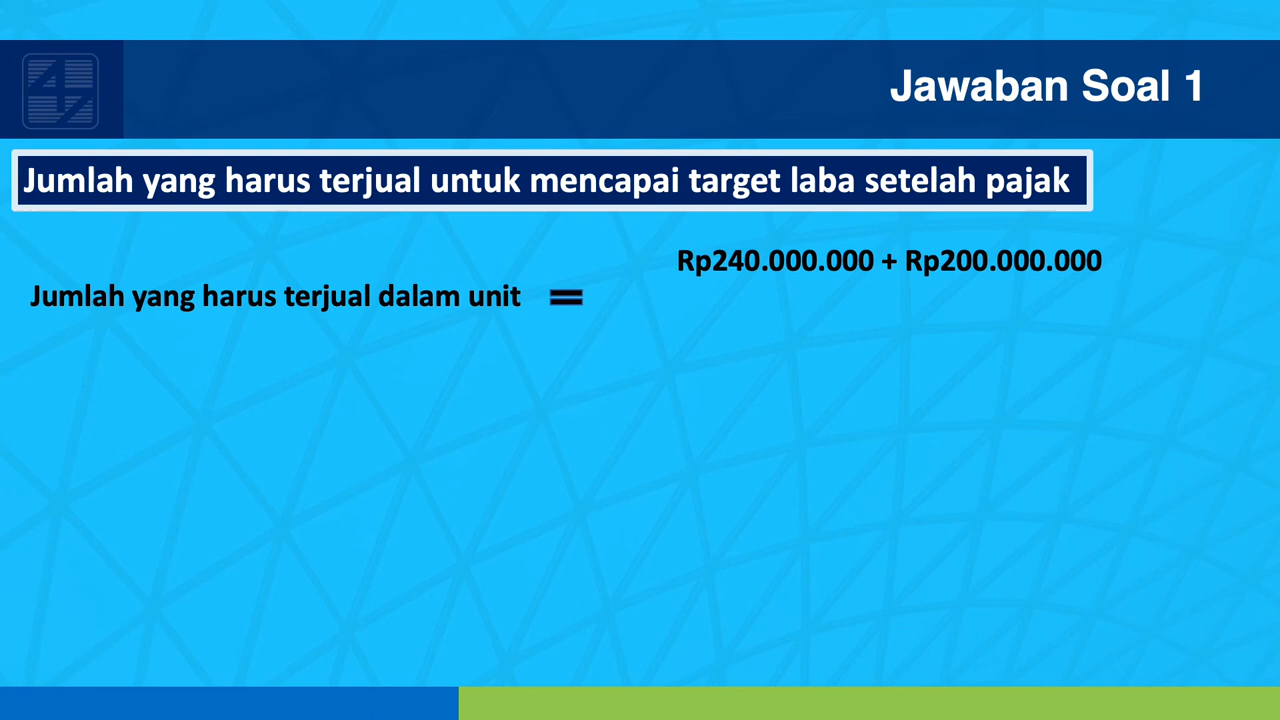 Jawaban Soal 1
Jumlah yang harus terjual untuk mencapai target laba setelah pajak
Rp240.000.000 + Rp200.000.000
Jumlah yang harus terjual dalam unit =